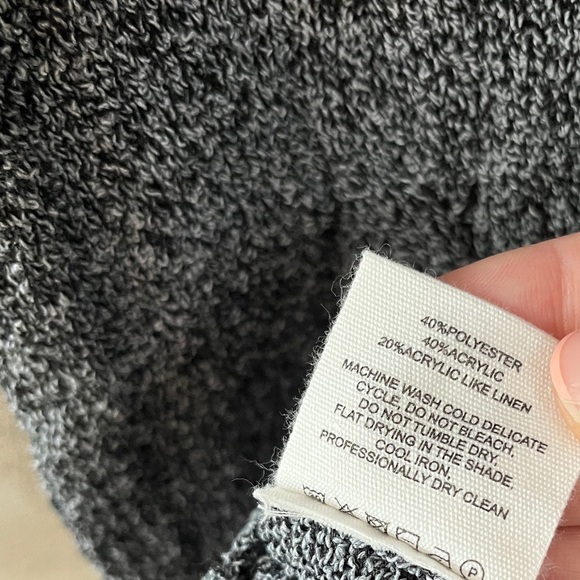 40%POLYESTER
40%ACRYLIC
20%ACRYLIC LIKE LINEN
MACHINE WASH COLD DELICATE
CYCLE. DO NOT BLEACH.
DO NOT TUMBLE DRY.
FLAT DRYING IN THE SHADE.
COOL IRON.
PROFESSIONALLY DRY CLEAN
P